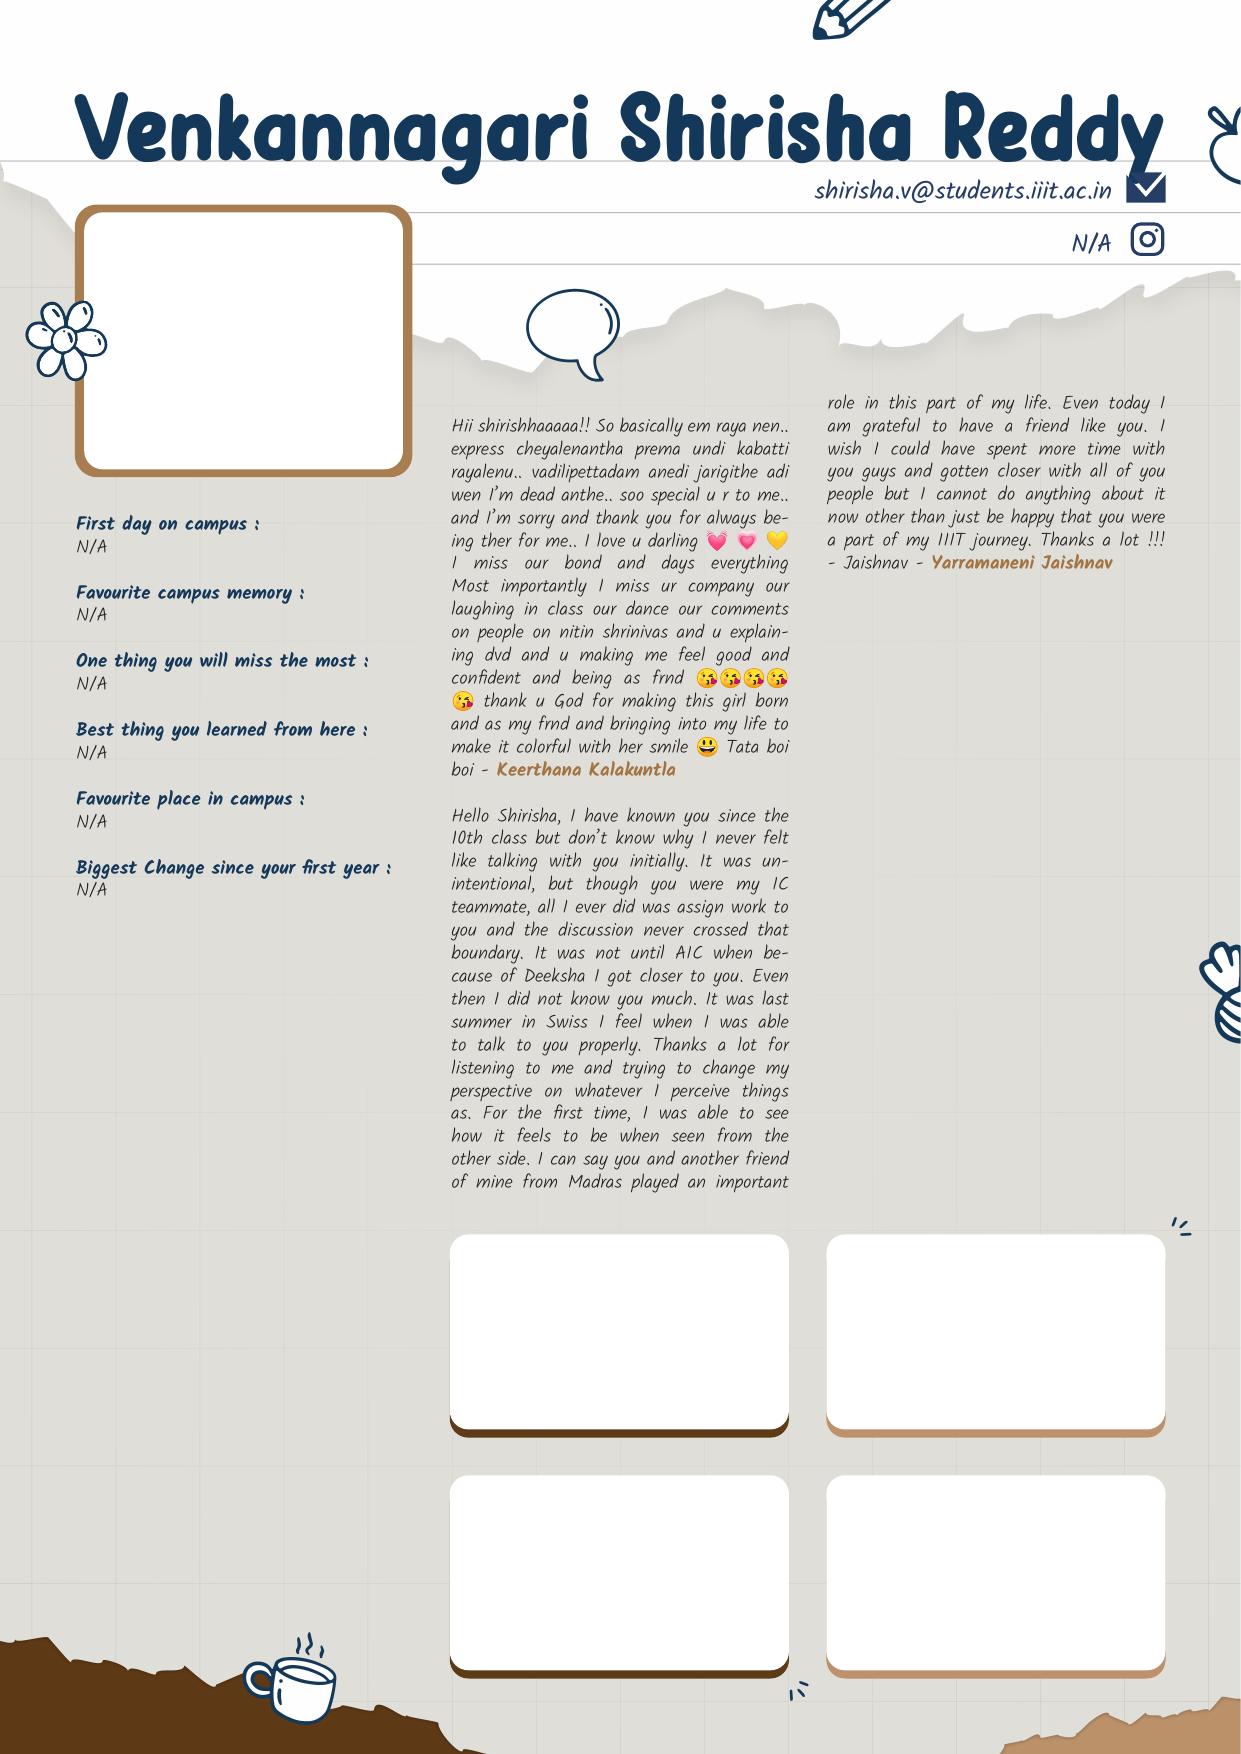 Venkannagari Shirisha Reddy
shirisha.v@students.iiit.ac.in
N/A
First day on campus :
N/A
Favourite campus memory :
N/A
One thing you will miss the most :
N/A
Best thing you learned from here :
N/A
Favourite place in campus :
N/A
Biggest Change since your first year :
N/A
Hii shirishhaaaaa!! So basically em raya nen..
express cheyalenantha prema undi kabatti
rayalenu.. vadilipettadam anedi jarigithe adi
wen I'm dead anthe.. soo special u r to me..
and I'm sorry and thank you for always be-
ing ther for me.. I love u darling 💓 💗 💛
I miss our bond and days everything
Most importantly I miss ur company our
laughing in class our dance our comments
on people on nitin shrinivas and u explain-
ing dvd and u making me feel good and
confident and being as frnd 😘😘😘😘
😘 thank u God for making this girl born
and as my frnd and bringing into my life to
make it colorful with her smile 😃 Tata boi
boi - Keerthana Kalakuntla
Hello Shirisha, I have known you since the
10th class but don't know why I never felt
like talking with you initially. It was un-
intentional, but though you were my IC
teammate, all I ever did was assign work to
you and the discussion never crossed that
boundary. It was not until AIC when be-
cause of Deeksha I got closer to you. Even
then I did not know you much. It was last
summer in Swiss I feel when I was able
to talk to you properly. Thanks a lot for
listening to me and trying to change my
perspective on whatever I perceive things
as. For the first time, I was able to see
how it feels to be when seen from the
other side. I can say you and another friend
of mine from Madras played an important
role in this part of my life. Even today I
am grateful to have a friend like you. I
wish I could have spent more time with
you guys and gotten closer with all of you
people but I cannot do anything about it
now other than just be happy that you were
a part of my IIIT journey. Thanks a lot !!!
- Jaishnav - Yarramaneni Jaishnav